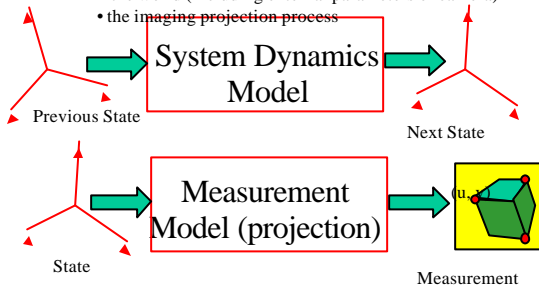 • the imaging projection process
System Dynamics
Model
Previous State
Next State
Measurement
Model (projection)
(u, v)
State
Measurement